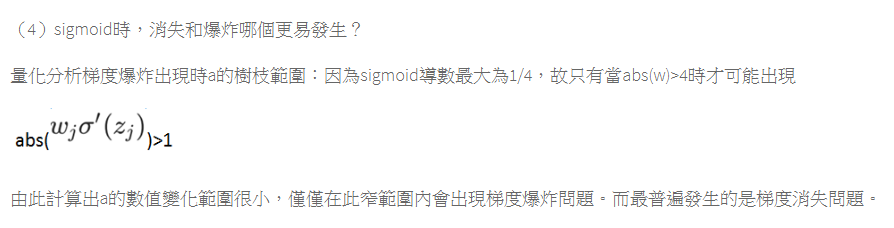 （4）sigmoid時，消失和爆炸哪個更易發生？
量化分析梯度爆炸出現時a的樹枝範圍：因為sigmoid導數最大為1/4，故只有當abs(w)>4時才可能出現
abs(wⱼσ′(zⱼ))>1
由此計算出a的數值變化範圍很小，僅僅在此窄範圍內會出現梯度爆炸問題。而最普遍發生的是梯度消失問題。